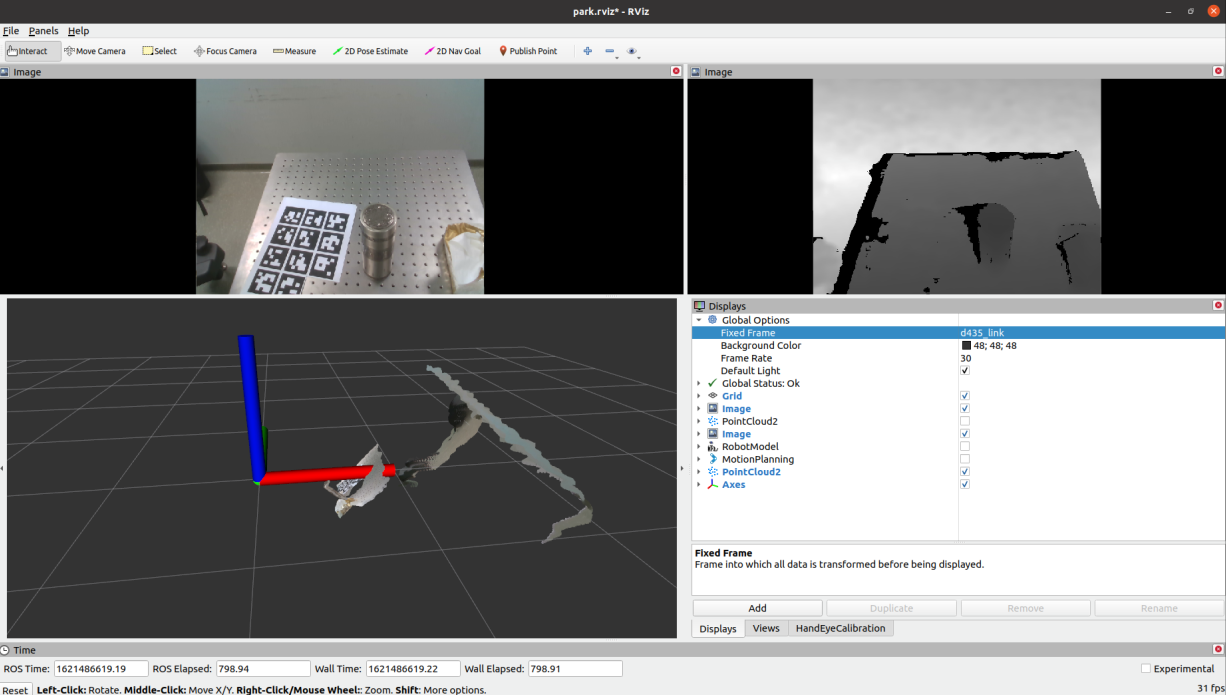 park.rviz* - RViz
File Panels Help
Interact Move Camera Select Focus Camera Measure 2D Pose Estimate 2D Nav Goal Publish Point
Image
Image
Displays
Global Options
Fixed Frame d435_link
Background Color 48; 48; 48
Frame Rate 30
Default Light
Global Status: Ok
Grid
Image
PointCloud2
Image
RobotModel
MotionPlanning
PointCloud2
Axes
Fixed Frame
Frame into which all data is transformed before being displayed.
Add Duplicate Remove Rename
Displays Views HandEyeCalibration
Time
ROS Time: 1621486619.19 ROS Elapsed: 798.94 Wall Time: 1621486619.22 Wall Elapsed: 798.91 Experimental
Reset Left-Click: Rotate. Middle-Click: Move X/Y. Right-Click/Mouse Wheel:: Zoom. Shift: More options. 31 fps